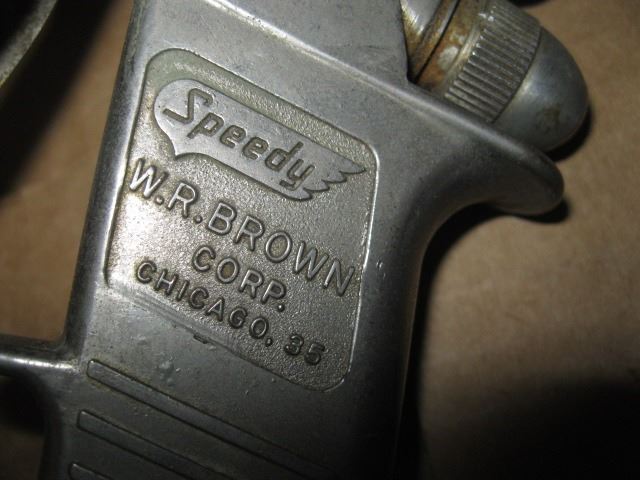 Speedy
W.R.BROWN
CORP.
CHICAGO, 35